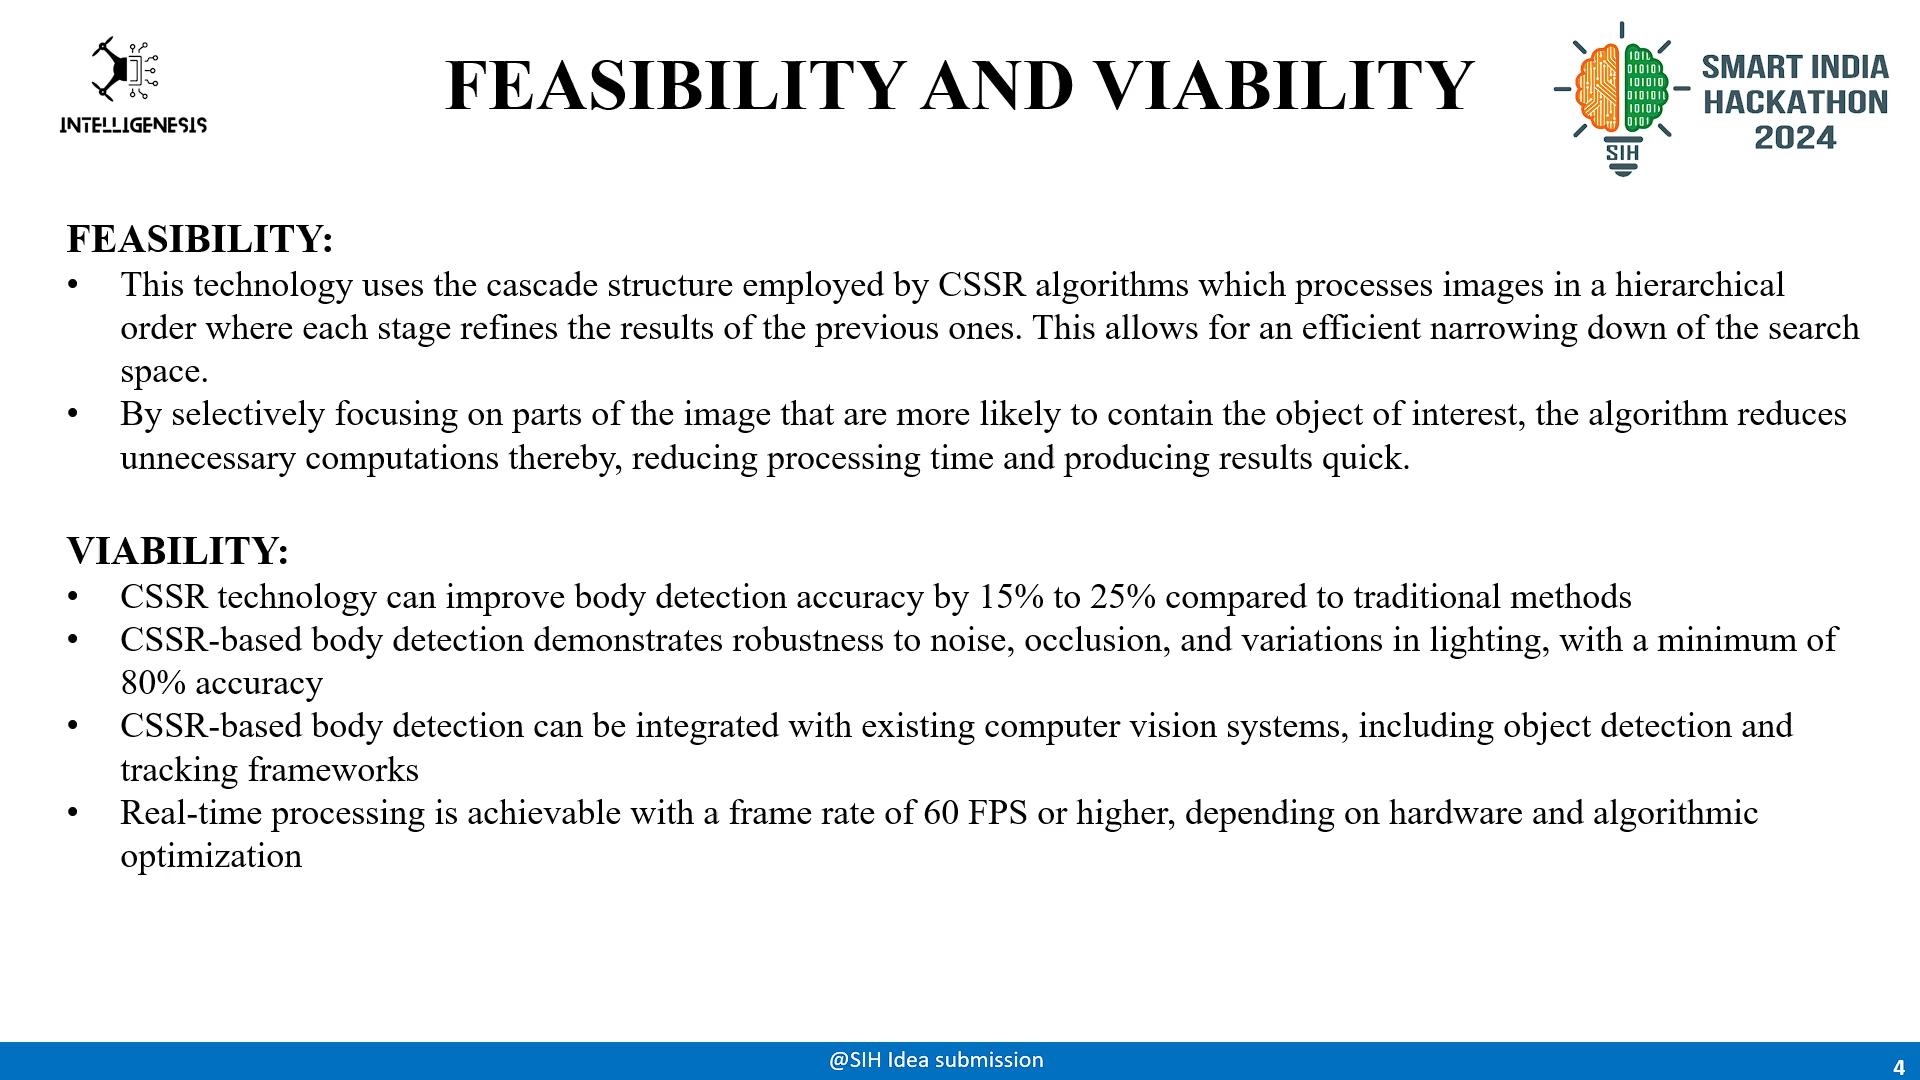 INTELLIGENESIS
FEASIBILITY AND VIABILITY
SIH
SMART INDIA
HACKATHON
2024
FEASIBILITY:
• This technology uses the cascade structure employed by CSSR algorithms which processes images in a hierarchical
order where each stage refines the results of the previous ones. This allows for an efficient narrowing down of the search
space.
• By selectively focusing on parts of the image that are more likely to contain the object of interest, the algorithm reduces
unnecessary computations thereby, reducing processing time and producing results quick.
VIABILITY:
• CSSR technology can improve body detection accuracy by 15% to 25% compared to traditional methods
• CSSR-based body detection demonstrates robustness to noise, occlusion, and variations in lighting, with a minimum of
80% accuracy
• CSSR-based body detection can be integrated with existing computer vision systems, including object detection and
tracking frameworks
• Real-time processing is achievable with a frame rate of 60 FPS or higher, depending on hardware and algorithmic
optimization
@SIH Idea submission
4